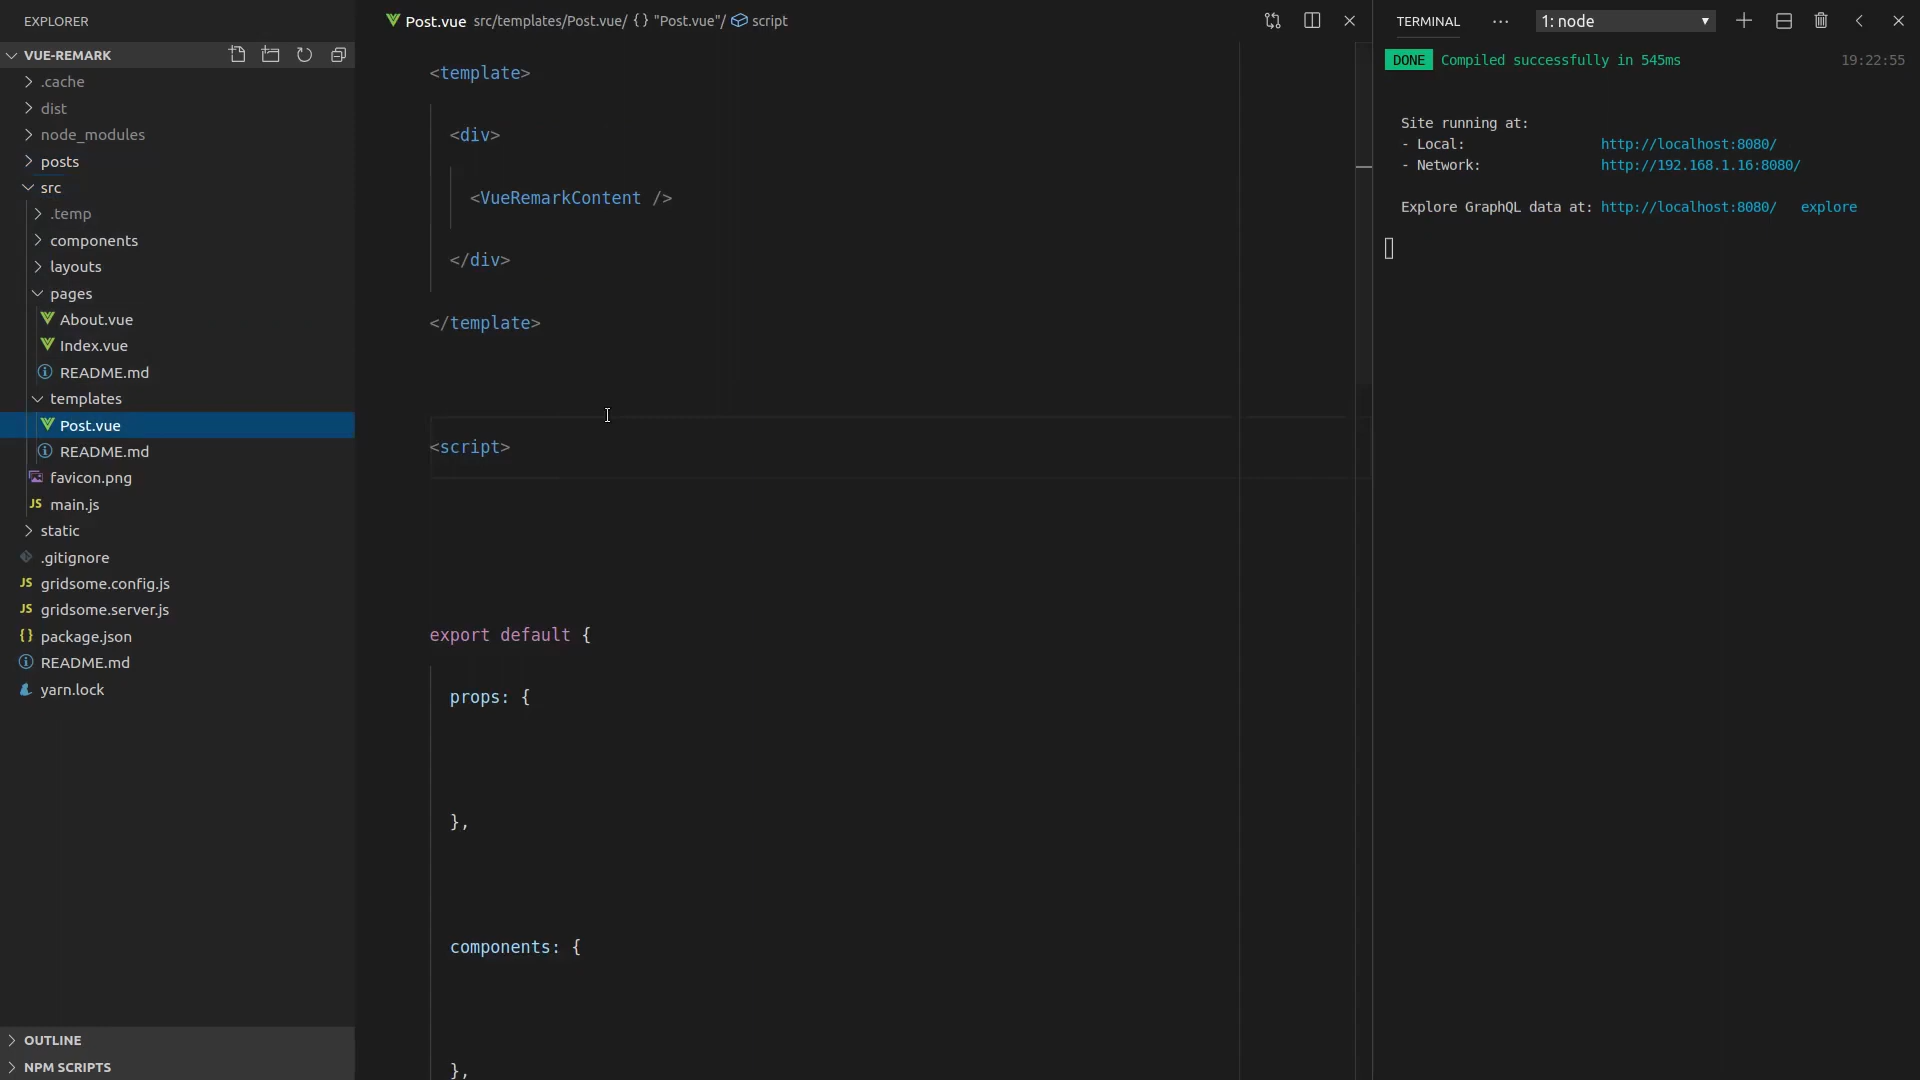 EXPLORER
VUE-REMARK
.cache
dist
node_modules
posts
src
.temp
components
layouts
pages
About.vue
Index.vue
README.md
templates
Post.vue
README.md
favicon.png
JS main.js
static
.gitignore
JS gridsome.config.js
JS gridsome.server.js
{} package.json
README.md
yarn.lock
OUTLINE
NPM SCRIPTS
Post.vue src/templates/Post.vue/ {} "Post.vue"/ script
<template>
<div>
<VueRemarkContent />
</div>
</template>
<script>
export default {
props: {
},
components: {
},
TERMINAL ··· 1: node
DONE Compiled successfully in 545ms 19:22:55
Site running at:
- Local: http://localhost:8080/
- Network: http://192.168.1.16:8080/
Explore GraphQL data at: http://localhost:8080/ explore